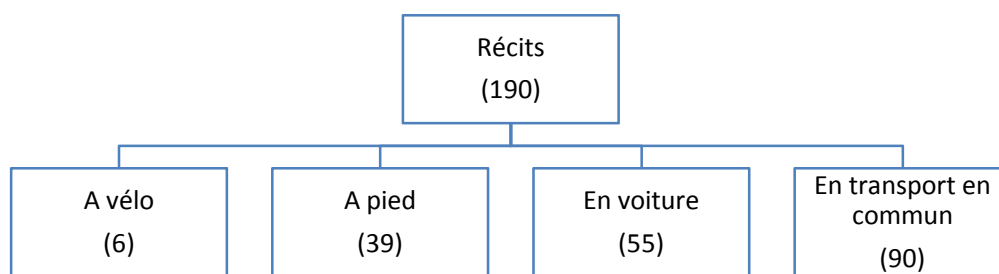 Récits
(190)
A vélo
(6)
A pied
(39)
En voiture
(55)
En transport en
commun
(90)